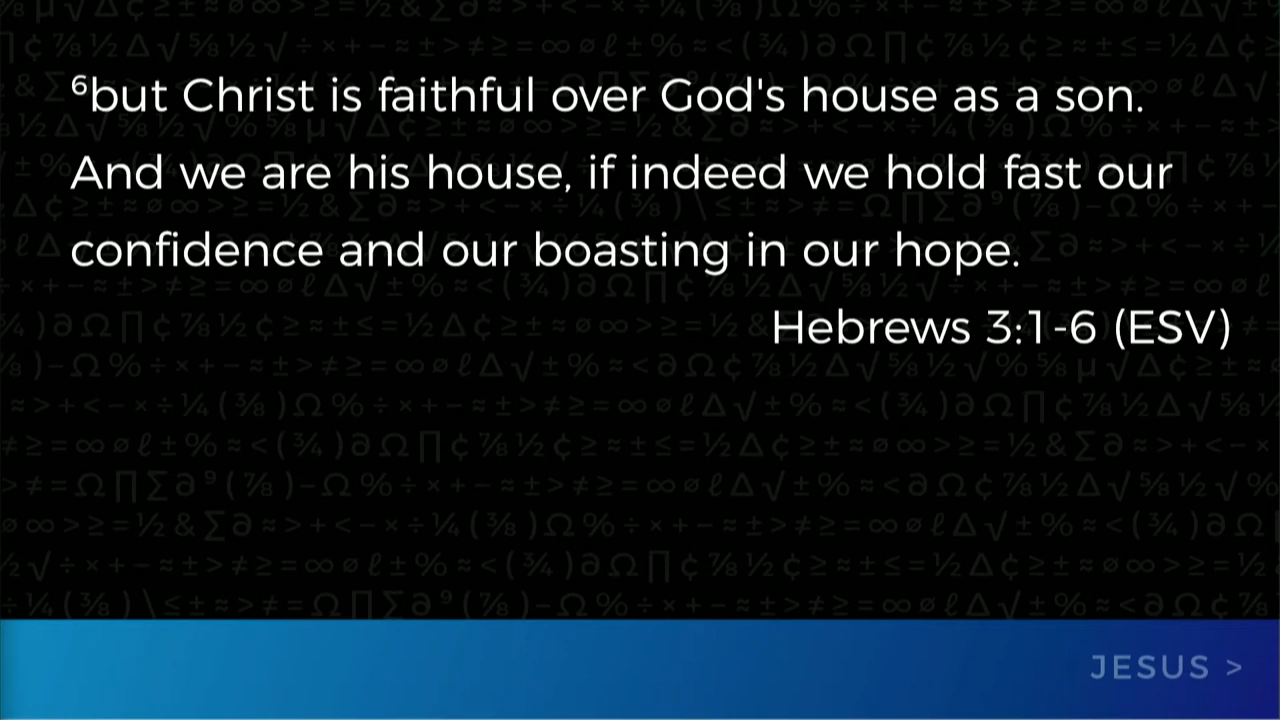 ⁶but Christ is faithful over God's house as a son.
And we are his house, if indeed we hold fast our
confidence and our boasting in our hope.
Hebrews 3:1-6 (ESV)
JESUS >